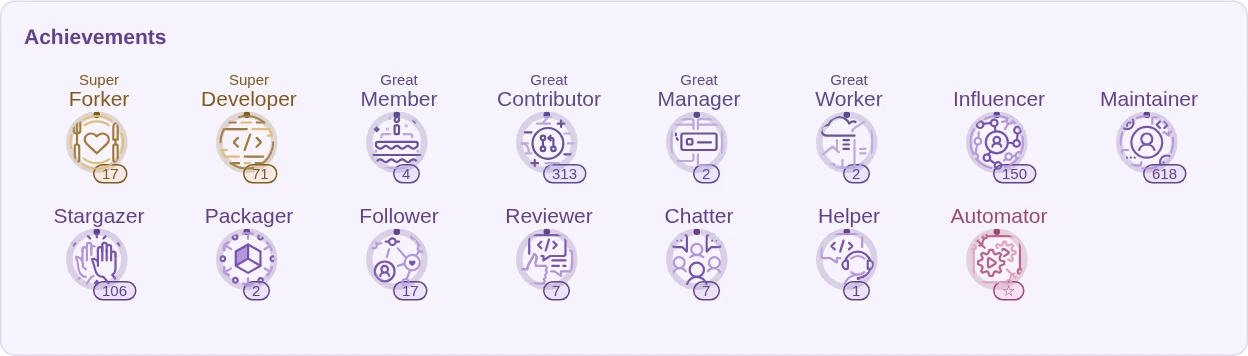 Achievements
Super Super Great Great Great Great
Forker Developer Member Contributor Manager Worker Influencer Maintainer
17 71 4 313 2 2 150 618
Stargazer Packager Follower Reviewer Chatter Helper Automator
106 2 17 7 7 1 ☆